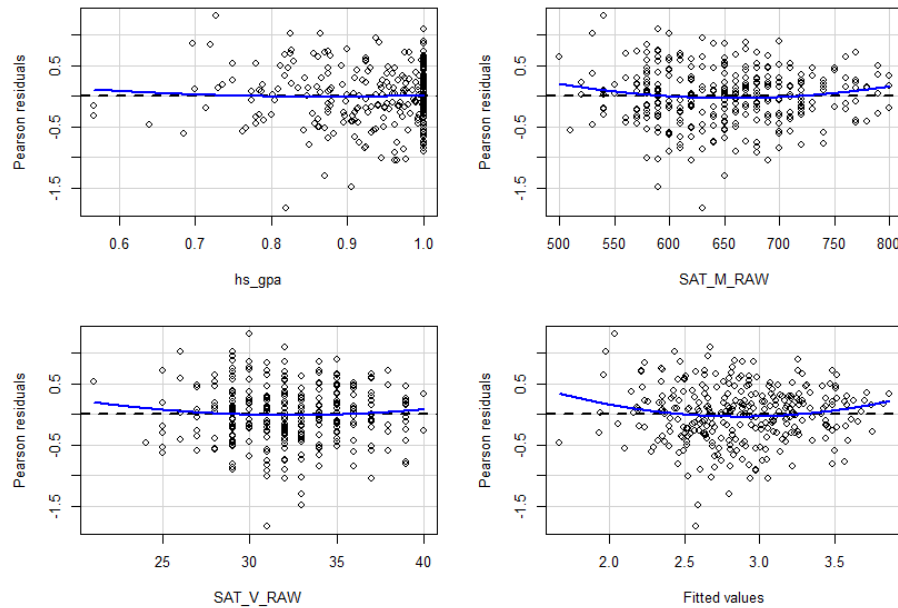 Pearson residuals
0.5
-0.5
-1.5
0.6 0.7 0.8 0.9 1.0
hs_gpa
Pearson residuals
0.5
-0.5
-1.5
500 550 600 650 700 750 800
SAT_M_RAW
Pearson residuals
0.5
-0.5
-1.5
25 30 35 40
SAT_V_RAW
Pearson residuals
0.5
-0.5
-1.5
2.0 2.5 3.0 3.5
Fitted values